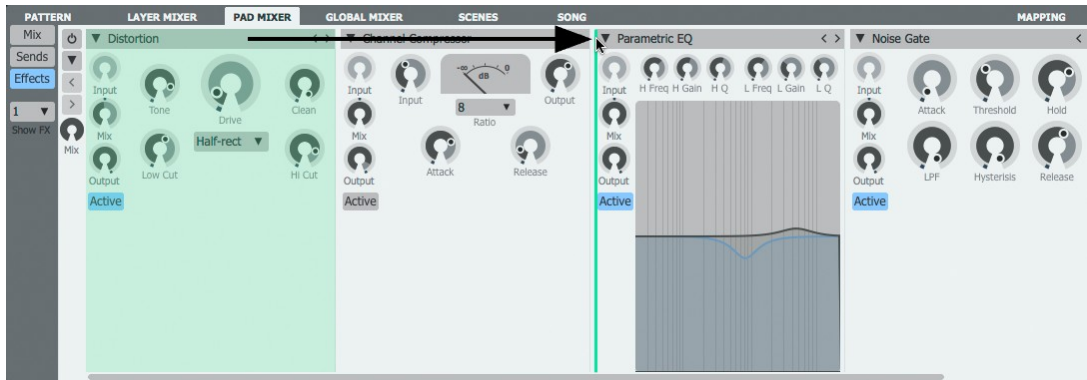 PATTERN LAYER MIXER PAD MIXER GLOBAL MIXER SCENES SONG MAPPING
Mix
Sends
Effects
1
Show FX
Mix
Distortion
Input
Mix
Output
Active
Tone
Drive
Clean
Low Cut
Half-rect
Hi Cut
Channel Compressor
Input
Mix
Output
Active
Input
-∞ 0
dB
8
Ratio
Output
Attack
Release
Parametric EQ < >
Input
Mix
Output
Active
H Freq H Gain H Q L Freq L Gain L Q
Noise Gate <
Input
Mix
Output
Active
Attack Threshold Hold
LPF Hysterisis Release